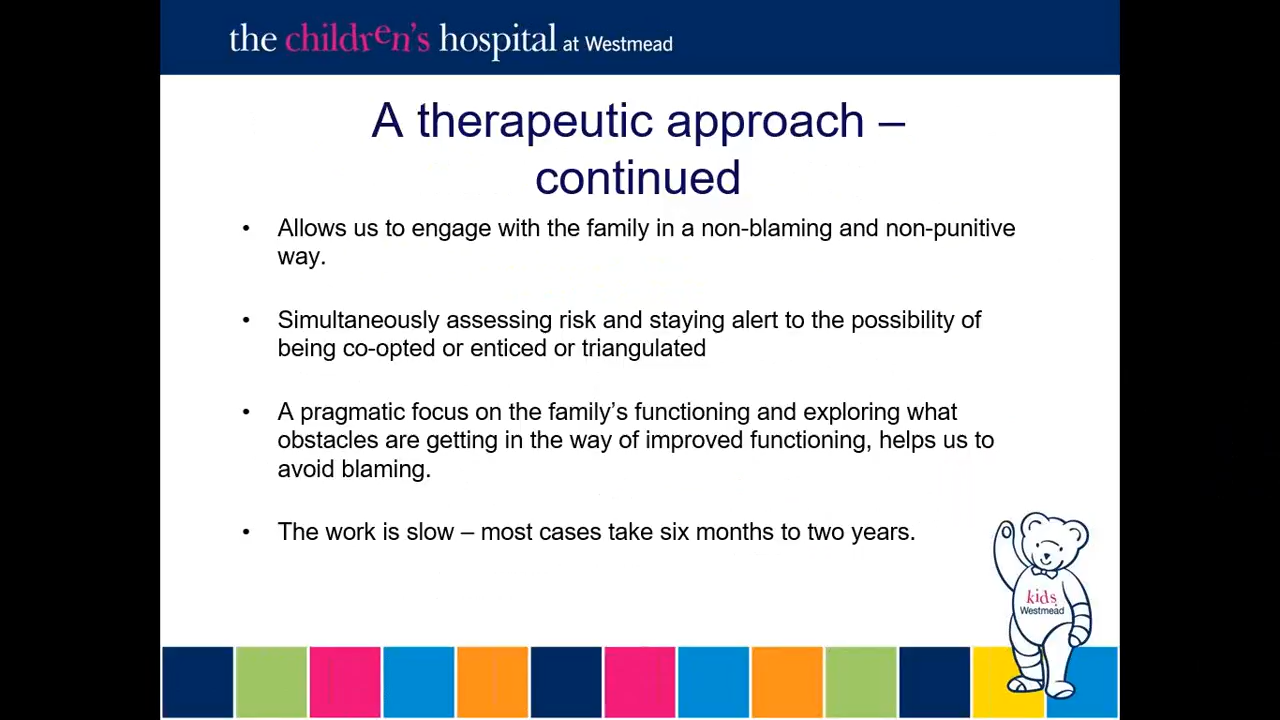 the children's hospital at Westmead
A therapeutic approach –
continued
• Allows us to engage with the family in a non-blaming and non-punitive
way.
• Simultaneously assessing risk and staying alert to the possibility of
being co-opted or enticed or triangulated
• A pragmatic focus on the family's functioning and exploring what
obstacles are getting in the way of improved functioning, helps us to
avoid blaming.
• The work is slow – most cases take six months to two years.
kids
Westmead